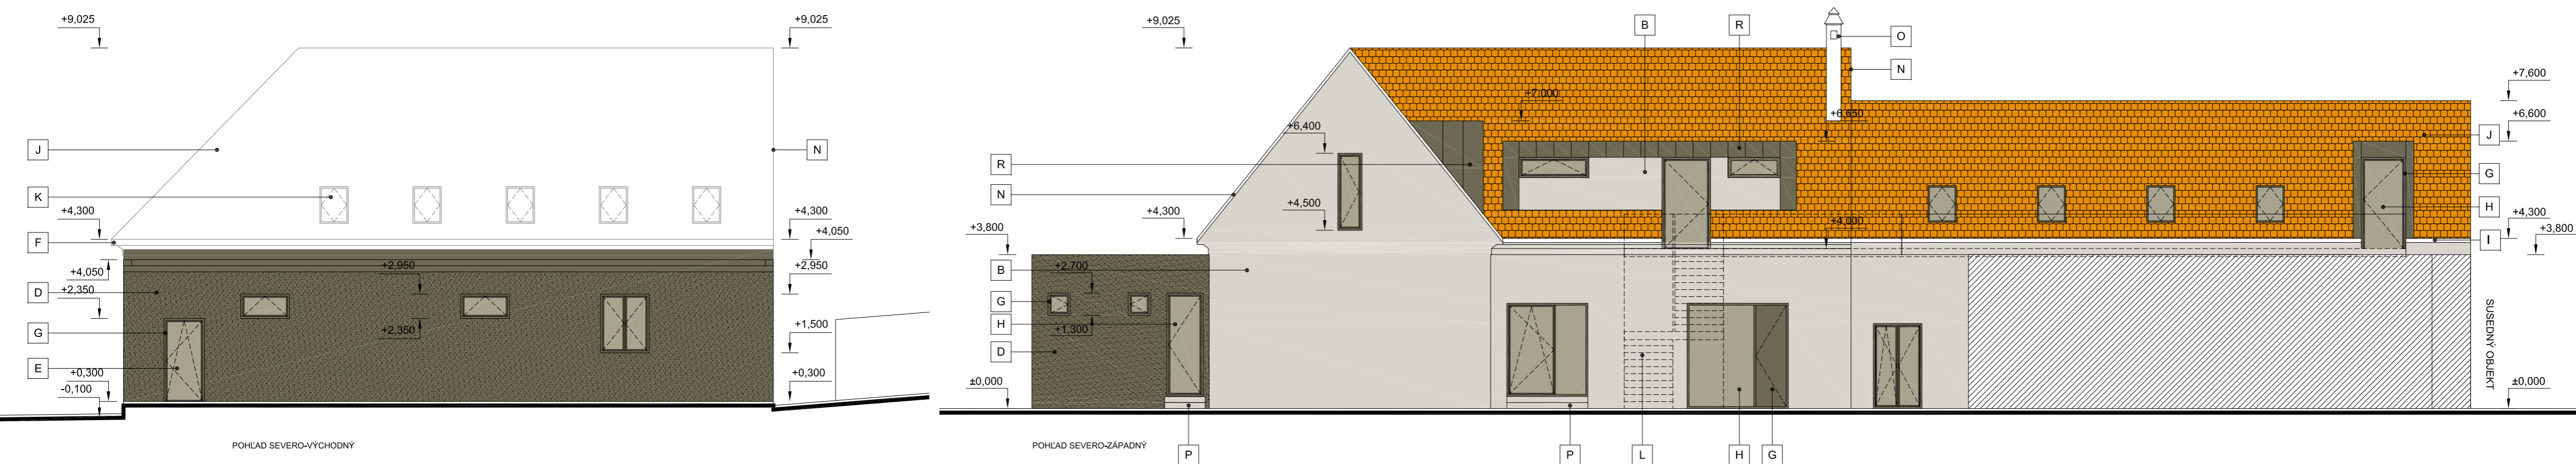 +9,025
+9,025
J
N
K
+4,300
+4,300
F
+4,050
+4,050
+2,950
+2,950
D
+2,350
G
+2,350
+1,500
E
+0,300
+0,300
-0,100
POHĽAD SEVERO-VÝCHODNÝ
+9,025
B
R
O
N
+7,600
+7,000
+6,650
+6,600
+6,400
J
R
G
N
+4,500
H
+4,300
+4,300
+4,000
+3,800
+3,800
I
B
+2,700
G
H
+1,300
D
SUSEDNÝ OBJEKT
±0,000
±0,000
POHĽAD SEVERO-ZÁPADNÝ
P
P
L
H
G